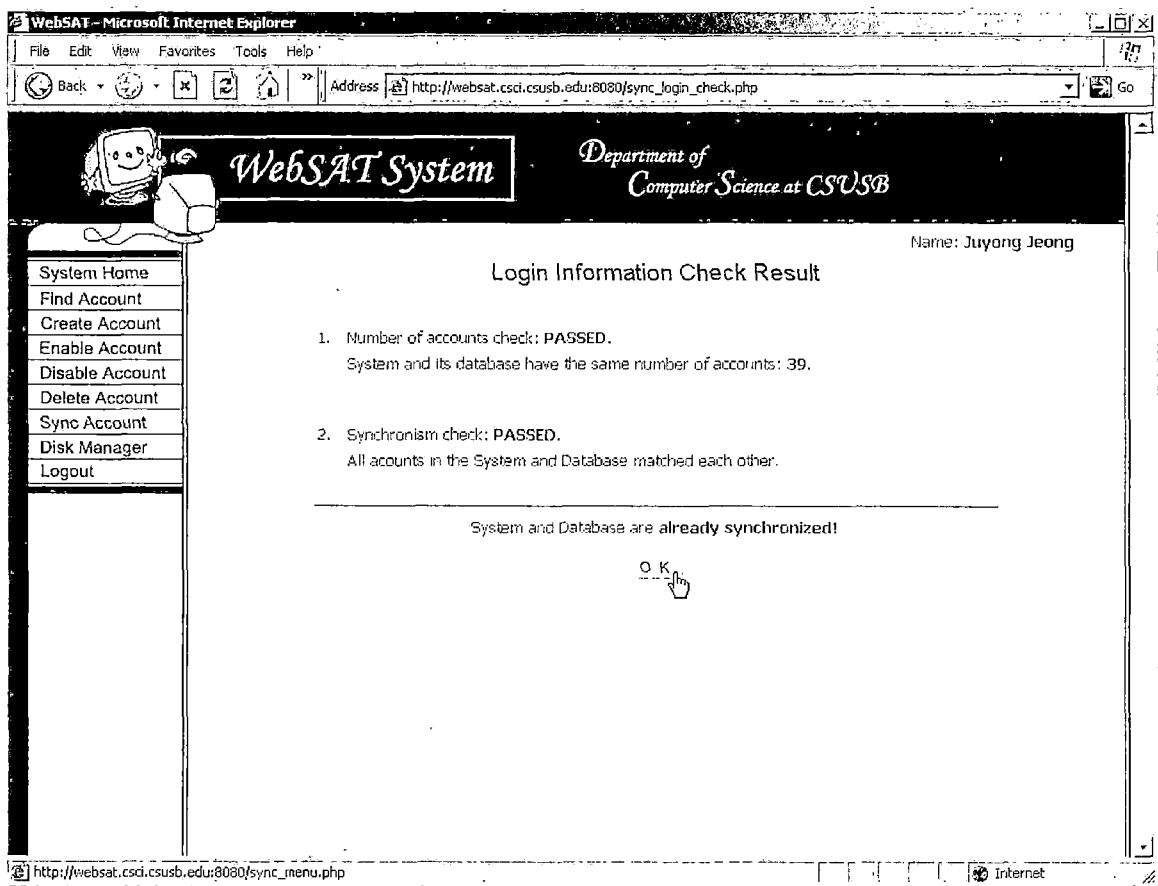 WebSAT - Microsoft Internet Explorer
File Edit View Favorites Tools Help
Back » Address http://websat.csci.csusb.edu:8080/sync_login_check.php Go
WebSAT System
Department of
Computer Science at CSUSB
Name: Juyong Jeong
System Home
Find Account
Create Account
Enable Account
Disable Account
Delete Account
Sync Account
Disk Manager
Logout
Login Information Check Result
1. Number of accounts check: PASSED.
System and its database have the same number of accounts: 39.
2. Synchronism check: PASSED.
All acounts in the System and Database matched each other.
System and Database are already synchronized!
O K
http://websat.csci.csusb.edu:8080/sync_menu.php Internet